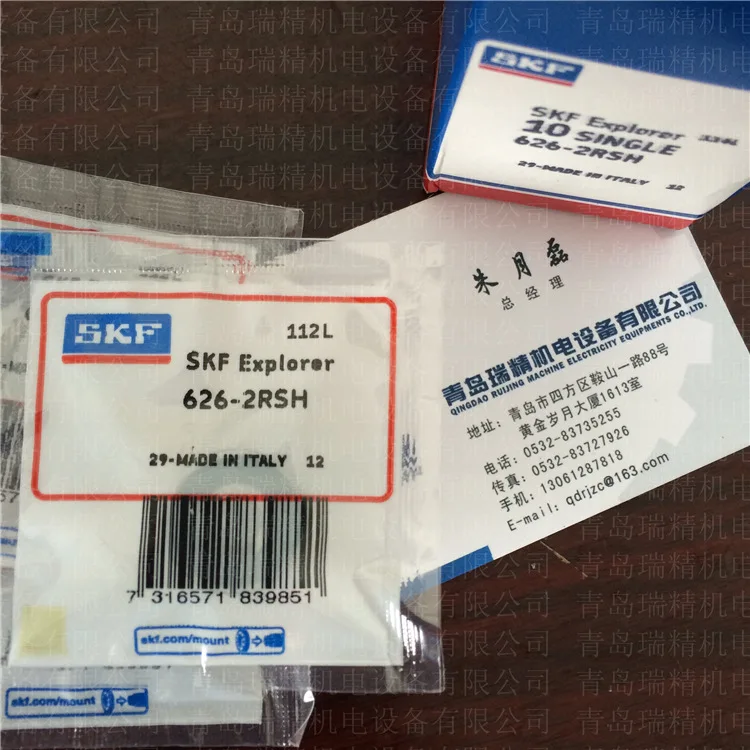 SKF
SKF Explorer 334L
10 SINGLE
626-2RSH
29-MADE IN ITALY 12
朱月磊
总经理
青岛瑞精机电设备有限公司
QINGDAO RUIJING MACHINE ELECTRICITY EQUIPMENTS CO.,LTD.
地址: 青岛市四方区鞍山一路88号
黄金岁月大厦1613室
电话: 0532-83735255
传真: 0532-83727926
手机: 13061287818
E-mail: qdrjzc@163.com
SKF
112L
SKF Explorer
626-2RSH
29-MADE IN ITALY 12
7 316571 839851
skf.com/mount
skf.com/mount
青岛瑞精机电设备有限公司